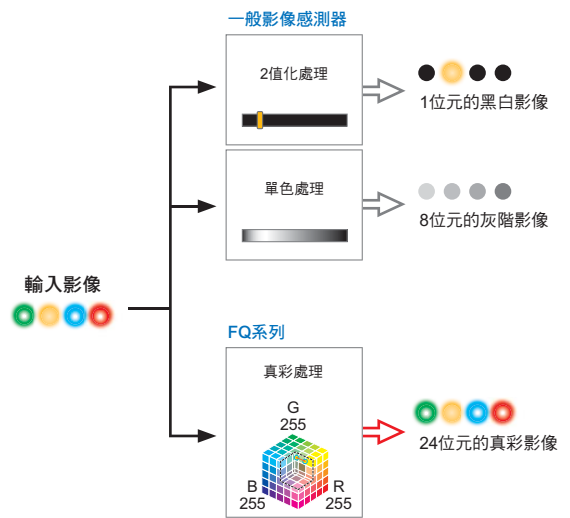 一般影像感測器
2值化處理
1位元的黑白影像
單色處理
8位元的灰階影像
輸入影像
FQ系列
真彩處理
G
255
24位元的真彩影像
B
255
R
255